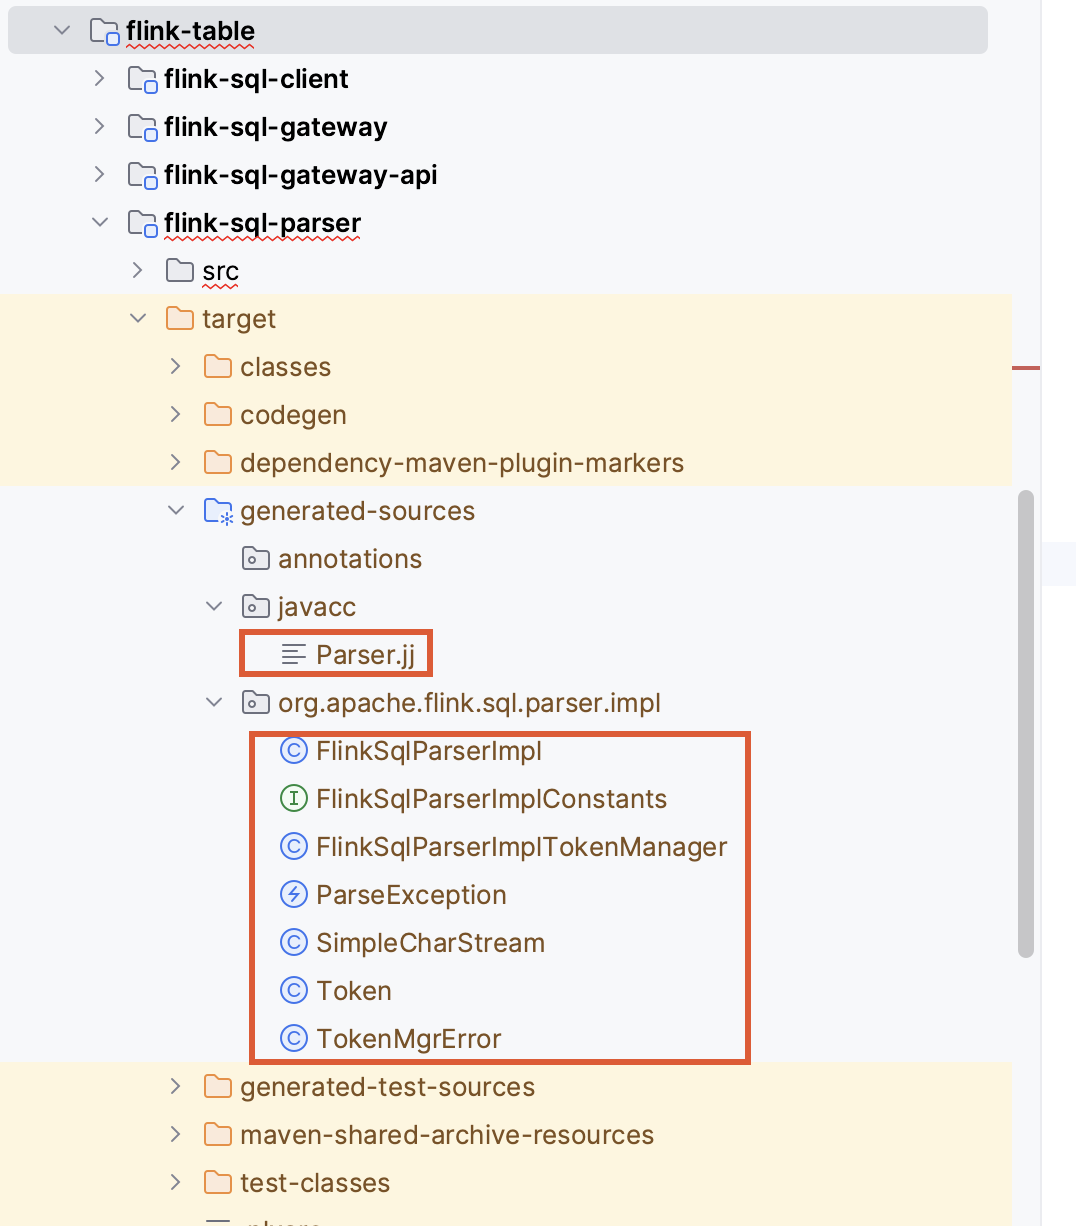 flink-table
flink-sql-client
flink-sql-gateway
flink-sql-gateway-api
flink-sql-parser
src
target
classes
codegen
dependency-maven-plugin-markers
generated-sources
annotations
javacc
Parser.jj
org.apache.flink.sql.parser.impl
FlinkSqlParserImpl
FlinkSqlParserImplConstants
FlinkSqlParserImplTokenManager
ParseException
SimpleCharStream
Token
TokenMgrError
generated-test-sources
maven-shared-archive-resources
test-classes